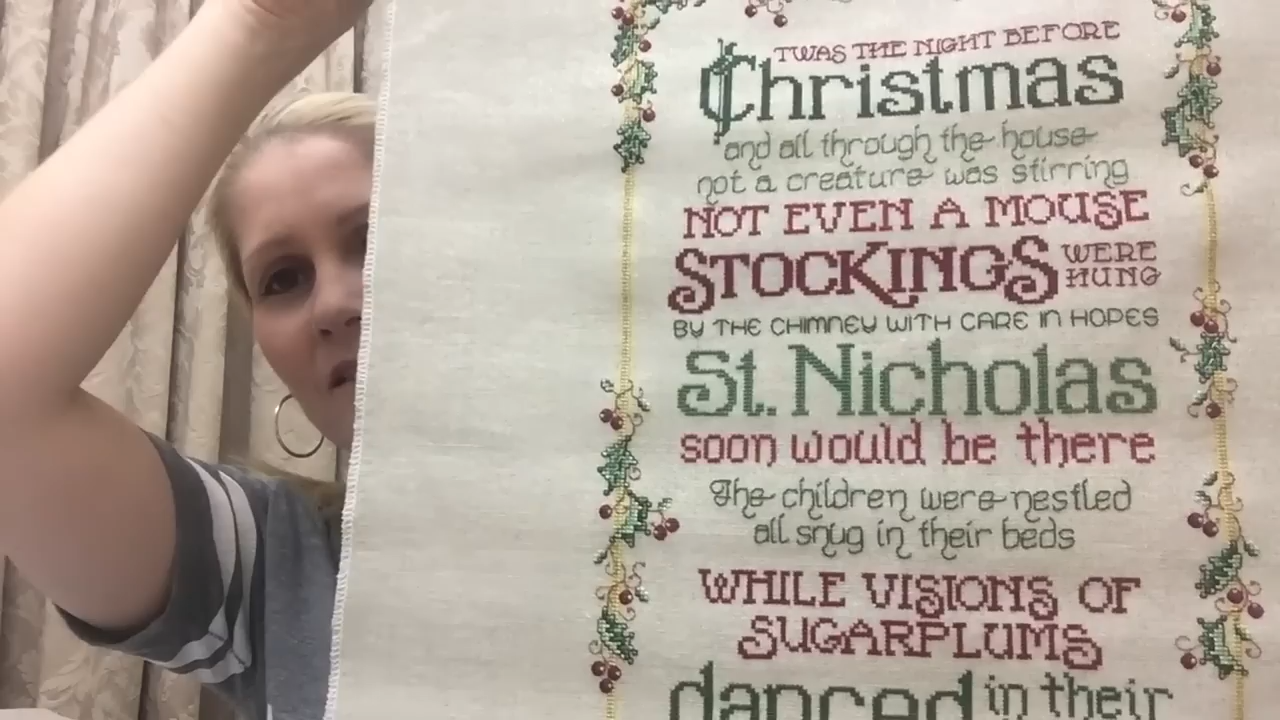 TWAS THE NIGHT BEFORE
Christmas
and all through the house
not a creature was stirring
NOT EVEN A MOUSE
STOCKINGS WERE HUNG
BY THE CHIMNEY WITH CARE IN HOPES
St. Nicholas
soon would be there
The children were nestled
all snug in their beds
WHILE VISIONS OF
SUGARPLUMS
danced in their